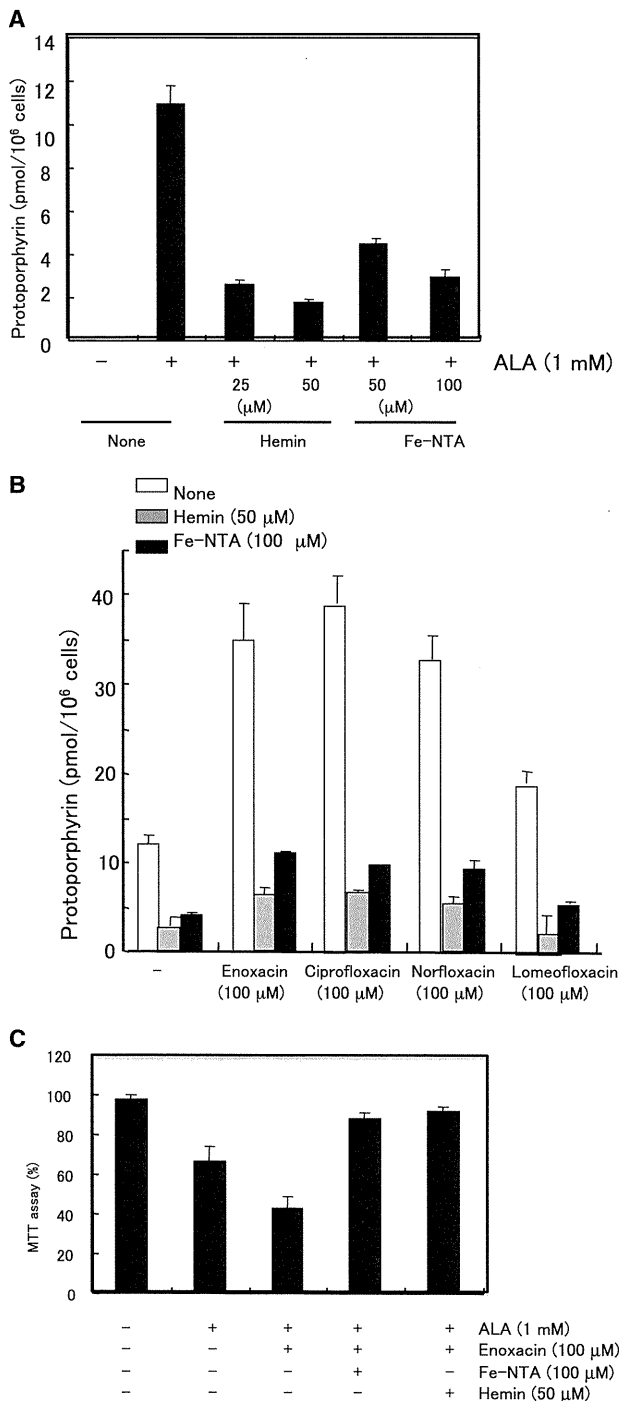 A
14
12
10
8
6
4
2
0
Protoporphyrin (pmol/10⁶ cells)
− + + + + + ALA (1 mM)
25 50 50 100
(μM) (μM)
None Hemin Fe-NTA
B
None
Hemin (50 μM)
Fe-NTA (100 μM)
40
30
20
10
0
Protoporphyrin (pmol/10⁶ cells)
− Enoxacin Ciprofloxacin Norfloxacin Lomeofloxacin
(100 μM) (100 μM) (100 μM) (100 μM)
C
120
100
80
60
40
20
0
MTT assay (%)
− + + + + ALA (1 mM)
− − + + + Enoxacin (100 μM)
− − − + − Fe-NTA (100 μM)
− − − − + Hemin (50 μM)